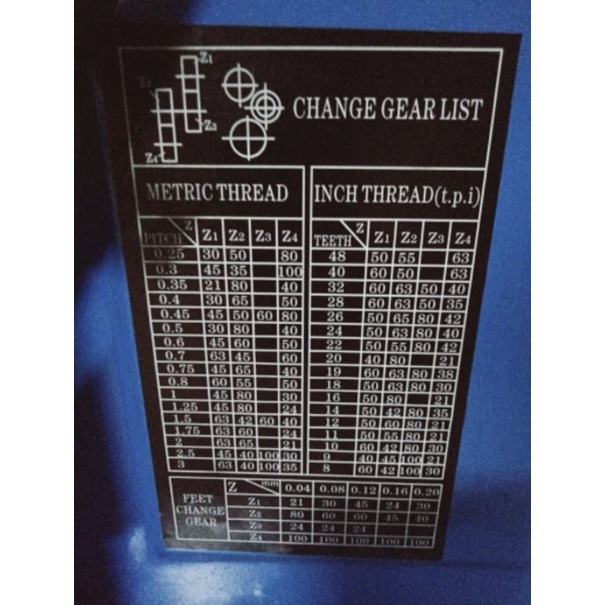 Z1
Z3
Z2
Z4
CHANGE GEAR LIST
METRIC THREAD INCH THREAD(t.p.i)
PITCH Z Z1 Z2 Z3 Z4 TEETH Z Z1 Z2 Z3 Z4
0.25 30 50 80 48 50 55 63
0.3 45 35 100 40 60 50 63
0.35 21 80 40 32 60 63 50 40
0.4 30 65 50 28 60 63 50 35
0.45 45 50 60 80 26 50 65 80 42
0.5 30 80 40 24 50 63 80 40
0.6 45 60 50 22 50 55 80 42
0.7 63 45 60 20 40 80 21
0.75 45 65 40 19 60 63 80 38
0.8 60 55 50 18 50 63 80 30
1 45 80 30 16 50 80 21
1.25 45 80 24 14 50 42 80 35
1.5 63 42 60 40 12 50 60 80 21
1.75 63 60 24 11 50 55 80 21
2 63 65 21 10 60 42 80 30
2.5 45 40 100 30 9 40 45 100 21
3 63 40 100 35 8 60 42 100 30
FEET CHANGE GEAR
Z mm 0.04 0.08 0.12 0.16 0.20
Z1 21 30 45 24 30
Z2 80 60 60 45 40
Z3 24 24 24
Z4 100 100 100 100 100